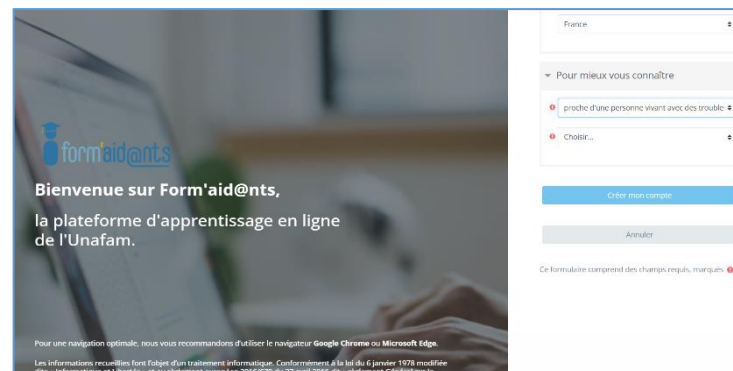 form'aid@nts
Bienvenue sur Form'aid@nts,
la plateforme d'apprentissage en ligne
de l'Unafam.
Pour une navigation optimale, nous vous recommandons d'utiliser le navigateur Google Chrome ou Microsoft Edge.
Les informations recueillies font l'objet d'un traitement informatique. Conformément à la loi du 6 janvier 1978 modifiée
France
Pour mieux vous connaître
proche d'une personne vivant avec des trouble
Choisir...
Créer mon compte
Annuler
Ce formulaire comprend des champs requis, marqués